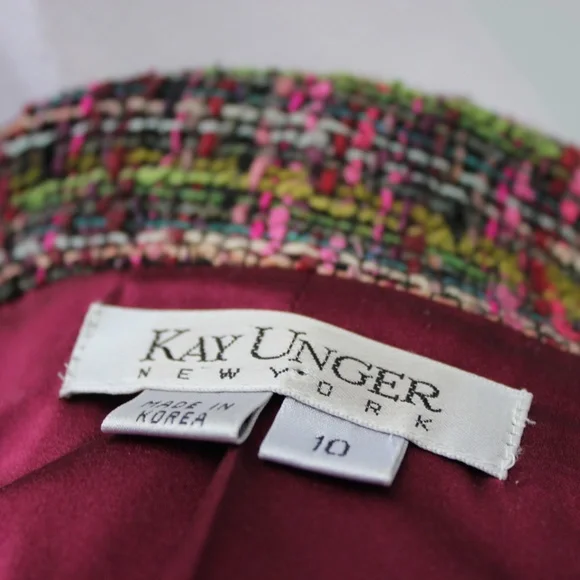 KAY UNGER
NEW YORK
MADE IN
KOREA
10